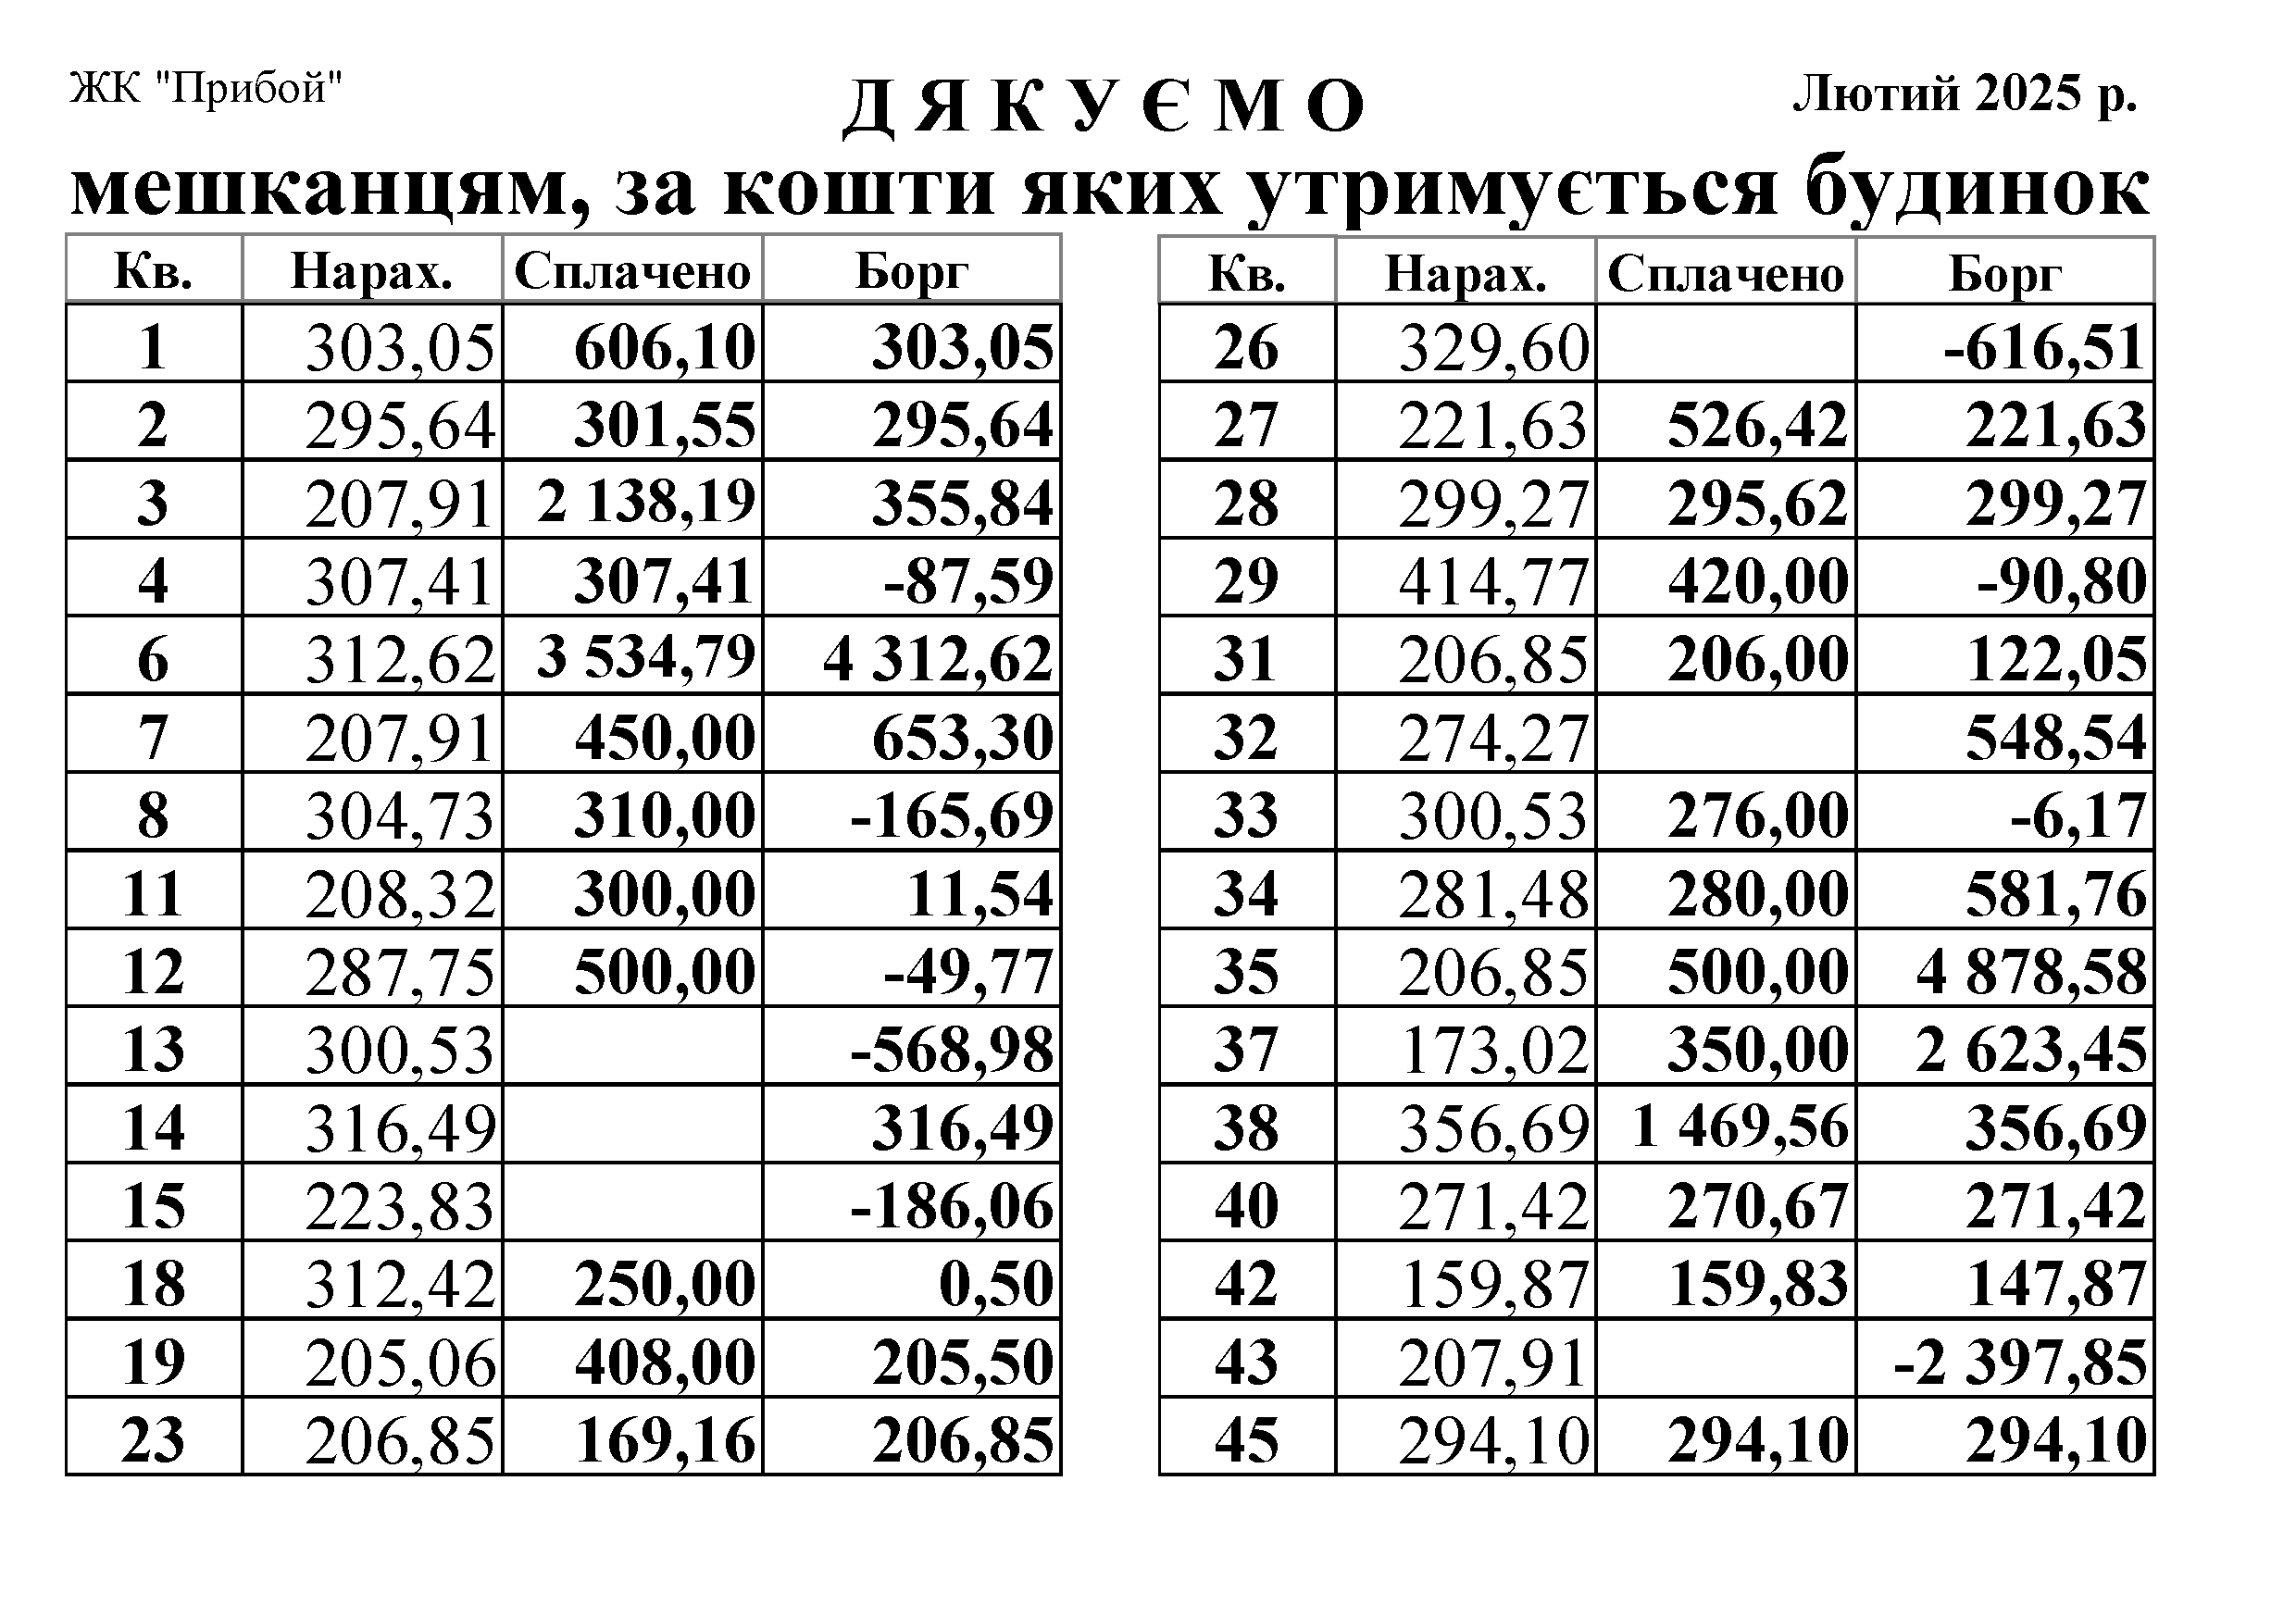 ЖК "Прибой"
Д Я К У Є М О
Лютий 2025 р.
мешканцям, за кошти яких утримується будинок
Кв. Нарах. Сплачено Борг
1 303,05 606,10 303,05
2 295,64 301,55 295,64
3 207,91 2 138,19 355,84
4 307,41 307,41 -87,59
6 312,62 3 534,79 4 312,62
7 207,91 450,00 653,30
8 304,73 310,00 -165,69
11 208,32 300,00 11,54
12 287,75 500,00 -49,77
13 300,53 -568,98
14 316,49 316,49
15 223,83 -186,06
18 312,42 250,00 0,50
19 205,06 408,00 205,50
23 206,85 169,16 206,85
Кв. Нарах. Сплачено Борг
26 329,60 -616,51
27 221,63 526,42 221,63
28 299,27 295,62 299,27
29 414,77 420,00 -90,80
31 206,85 206,00 122,05
32 274,27 548,54
33 300,53 276,00 -6,17
34 281,48 280,00 581,76
35 206,85 500,00 4 878,58
37 173,02 350,00 2 623,45
38 356,69 1 469,56 356,69
40 271,42 270,67 271,42
42 159,87 159,83 147,87
43 207,91 -2 397,85
45 294,10 294,10 294,10